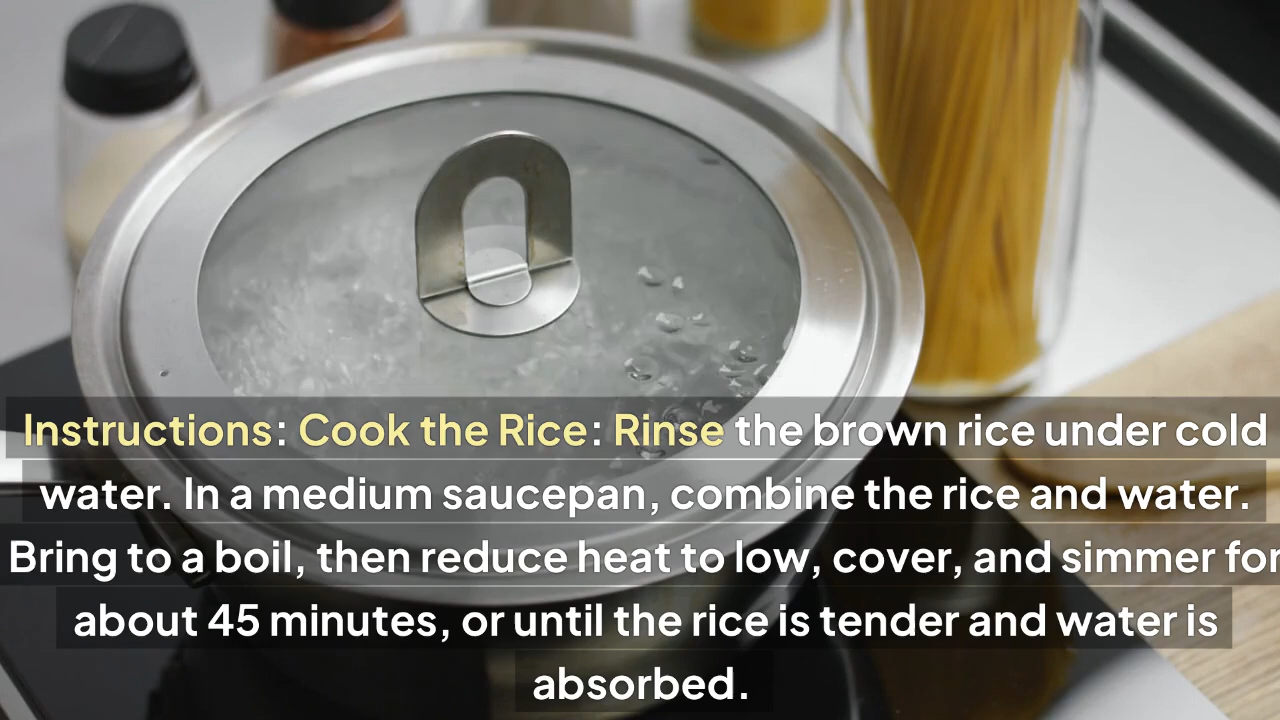 Instructions: Cook the Rice: Rinse the brown rice under cold
water. In a medium saucepan, combine the rice and water.
Bring to a boil, then reduce heat to low, cover, and simmer for
about 45 minutes, or until the rice is tender and water is
absorbed.